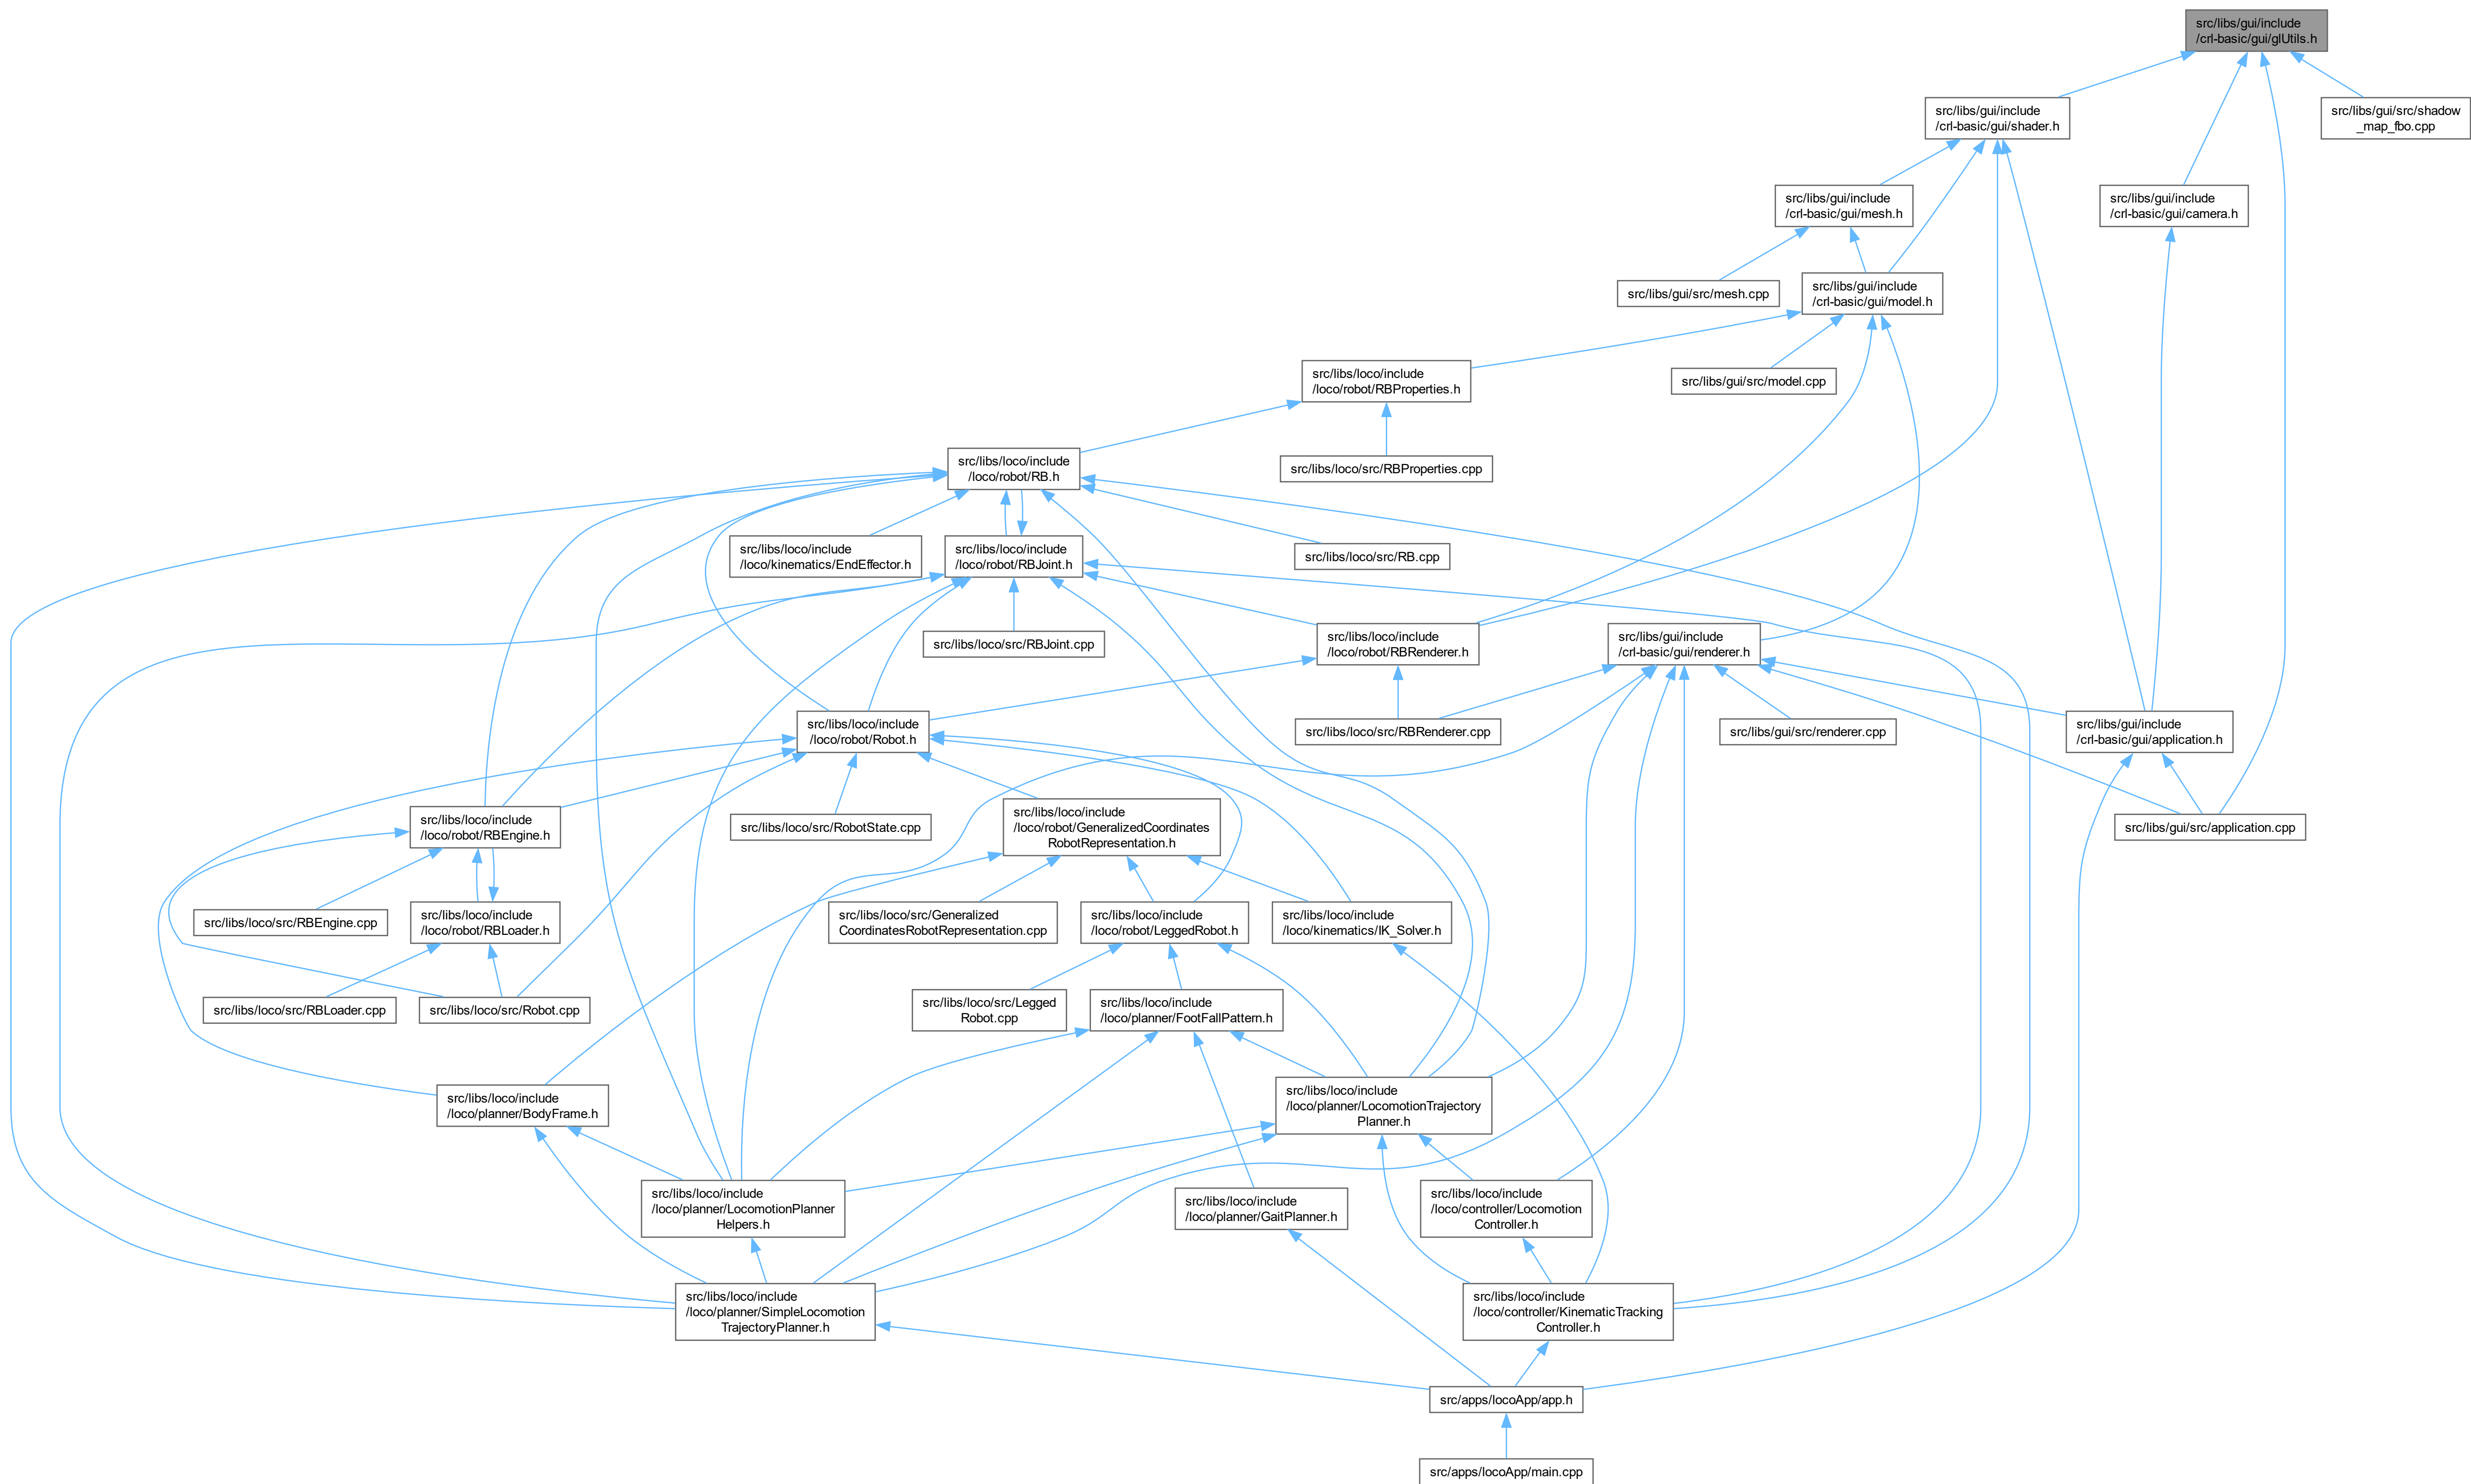 src/libs/gui/include
/crl-basic/gui/glUtils.h
src/libs/gui/include
/crl-basic/gui/shader.h
src/libs/gui/src/shadow
_map_fbo.cpp
src/libs/gui/include
/crl-basic/gui/mesh.h
src/libs/gui/include
/crl-basic/gui/camera.h
src/libs/gui/src/mesh.cpp
src/libs/gui/include
/crl-basic/gui/model.h
src/libs/loco/include
/loco/robot/RBProperties.h
src/libs/gui/src/model.cpp
src/libs/loco/include
/loco/robot/RB.h
src/libs/loco/src/RBProperties.cpp
src/libs/loco/include
/loco/kinematics/EndEffector.h
src/libs/loco/include
/loco/robot/RBJoint.h
src/libs/loco/src/RB.cpp
src/libs/loco/src/RBJoint.cpp
src/libs/loco/include
/loco/robot/RBRenderer.h
src/libs/gui/include
/crl-basic/gui/renderer.h
src/libs/loco/include
/loco/robot/Robot.h
src/libs/loco/src/RBRenderer.cpp
src/libs/gui/src/renderer.cpp
src/libs/gui/include
/crl-basic/gui/application.h
src/libs/loco/include
/loco/robot/RBEngine.h
src/libs/loco/src/RobotState.cpp
src/libs/loco/include
/loco/robot/GeneralizedCoordinates
RobotRepresentation.h
src/libs/gui/src/application.cpp
src/libs/loco/src/RBEngine.cpp
src/libs/loco/include
/loco/robot/RBLoader.h
src/libs/loco/src/Generalized
CoordinatesRobotRepresentation.cpp
src/libs/loco/include
/loco/robot/LeggedRobot.h
src/libs/loco/include
/loco/kinematics/IK_Solver.h
src/libs/loco/src/RBLoader.cpp
src/libs/loco/src/Robot.cpp
src/libs/loco/src/Legged
Robot.cpp
src/libs/loco/include
/loco/planner/FootFallPattern.h
src/libs/loco/include
/loco/planner/BodyFrame.h
src/libs/loco/include
/loco/planner/LocomotionTrajectory
Planner.h
src/libs/loco/include
/loco/planner/LocomotionPlanner
Helpers.h
src/libs/loco/include
/loco/planner/GaitPlanner.h
src/libs/loco/include
/loco/controller/Locomotion
Controller.h
src/libs/loco/include
/loco/planner/SimpleLocomotion
TrajectoryPlanner.h
src/libs/loco/include
/loco/controller/KinematicTracking
Controller.h
src/apps/locoApp/app.h
src/apps/locoApp/main.cpp